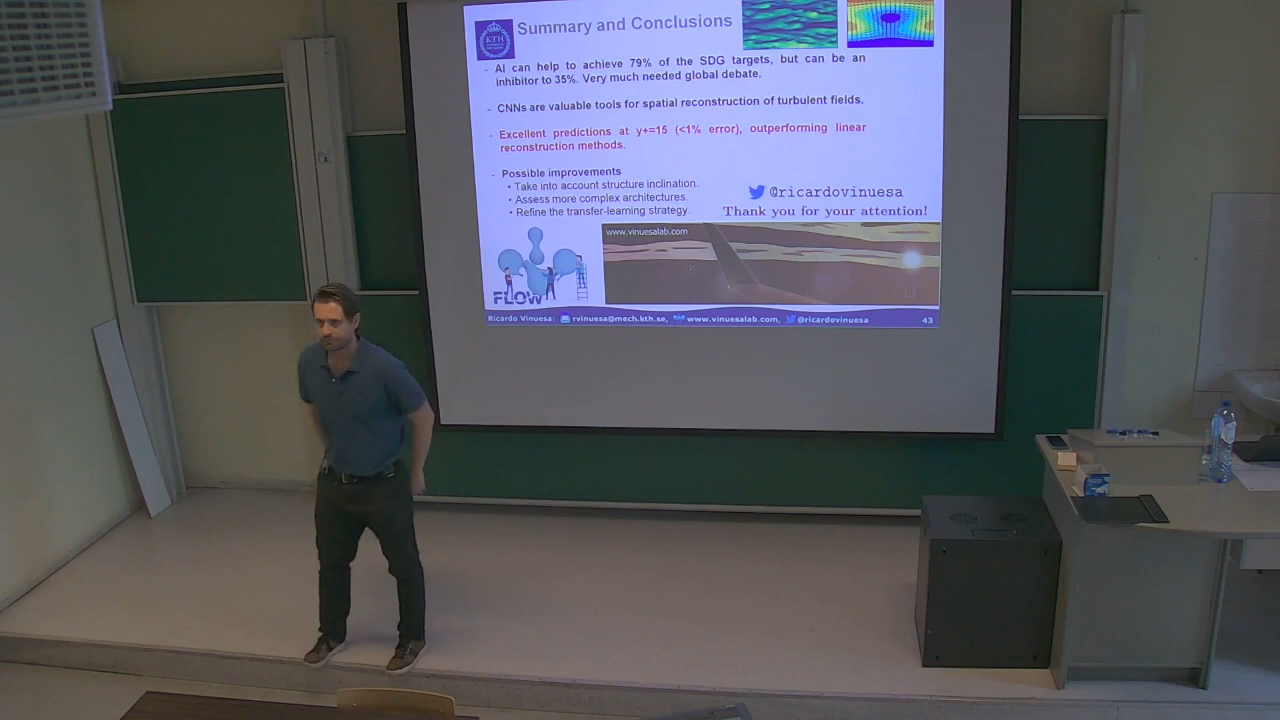 KTH
Summary and Conclusions
- AI can help to achieve 79% of the SDG targets, but can be an
inhibitor to 35%. Very much needed global debate.
- CNNs are valuable tools for spatial reconstruction of turbulent fields.
- Excellent predictions at y+=15 (<1% error), outperforming linear
reconstruction methods.
- Possible improvements
• Take into account structure inclination.
• Assess more complex architectures.
• Refine the transfer-learning strategy.
@ricardovinuesa
Thank you for your attention!
www.vinuesalab.com
FLOW
Ricardo Vinuesa: rvinuesa@mech.kth.se, www.vinuesalab.com, @ricardovinuesa 43